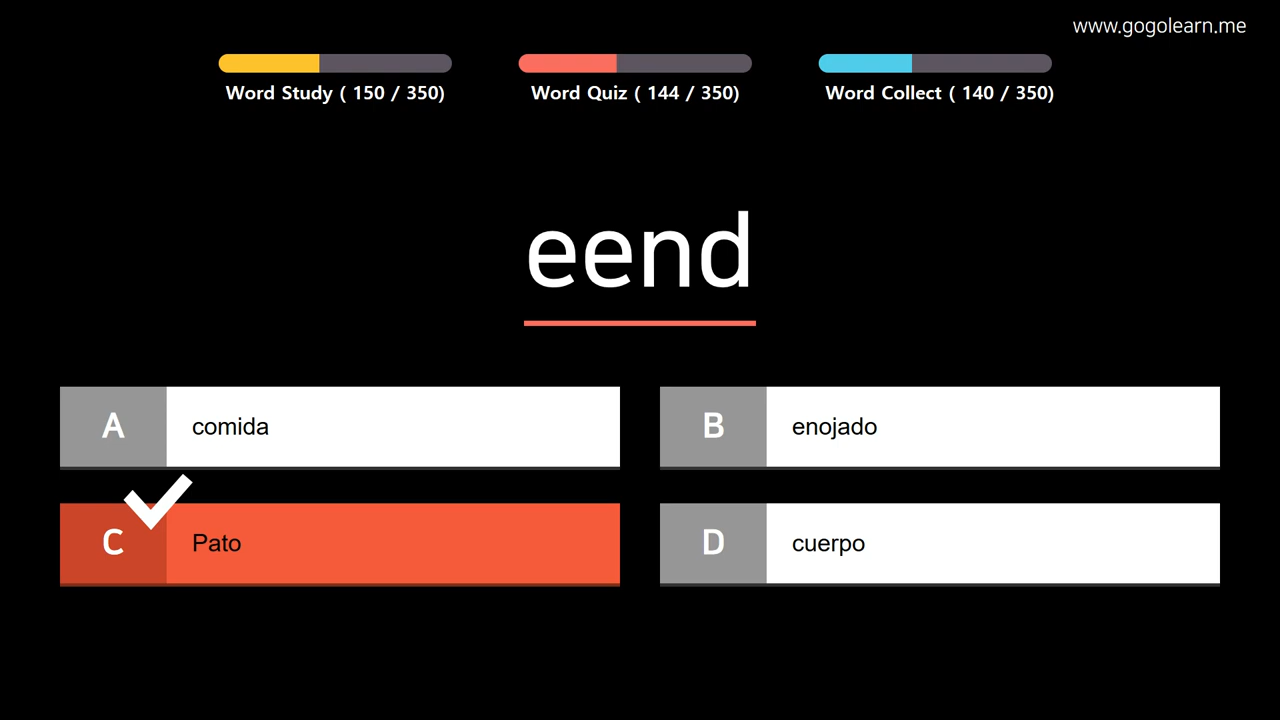 www.gogolearn.me
Word Study ( 150 / 350)
Word Quiz ( 144 / 350)
Word Collect ( 140 / 350)
eend
A comida
B enojado
C Pato
D cuerpo